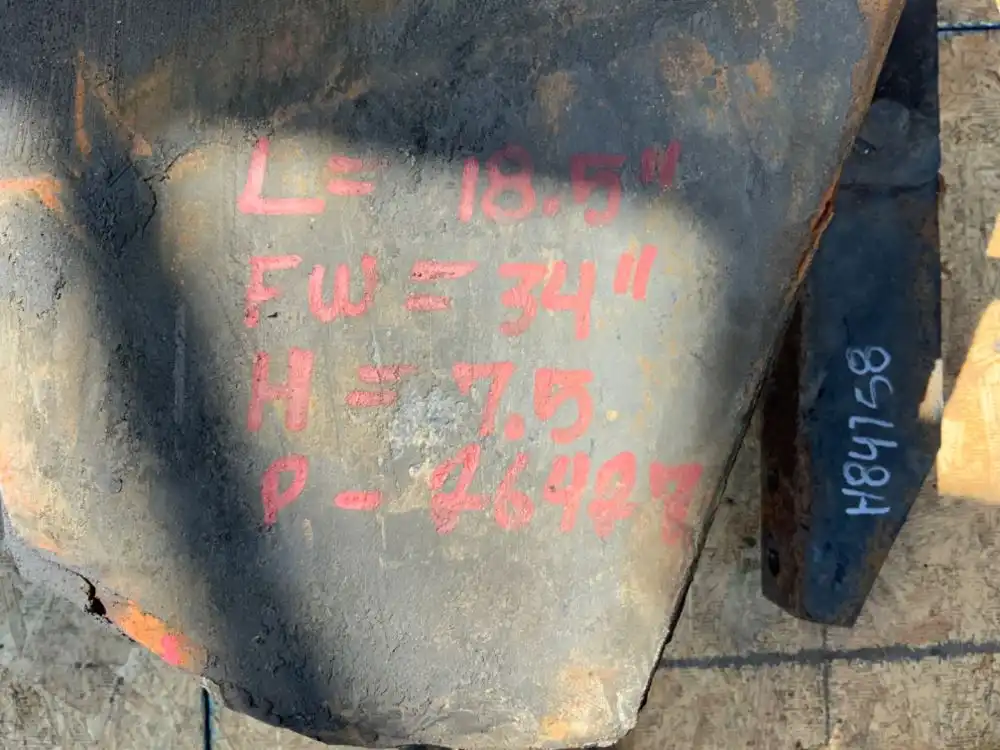 L = 18.5"
FW = 34"
H = 7.5
P -
H84758